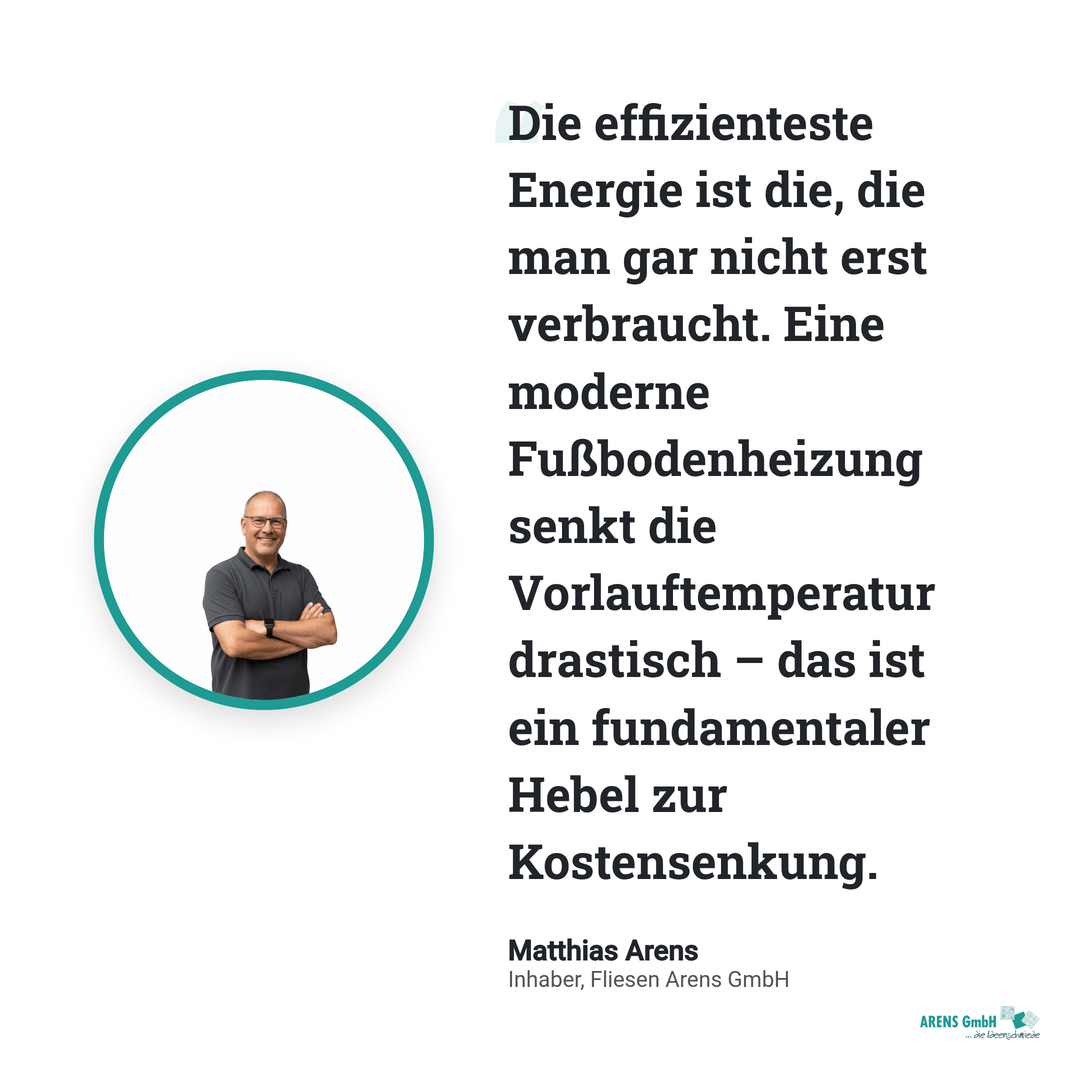 Die effizienteste
Energie ist die, die
man gar nicht erst
verbraucht. Eine
moderne
Fußbodenheizung
senkt die
Vorlauftemperatur
drastisch – das ist
ein fundamentaler
Hebel zur
Kostensenkung.
Matthias Arens
Inhaber, Fliesen Arens GmbH
ARENS GmbH
... die Ideenschmiede